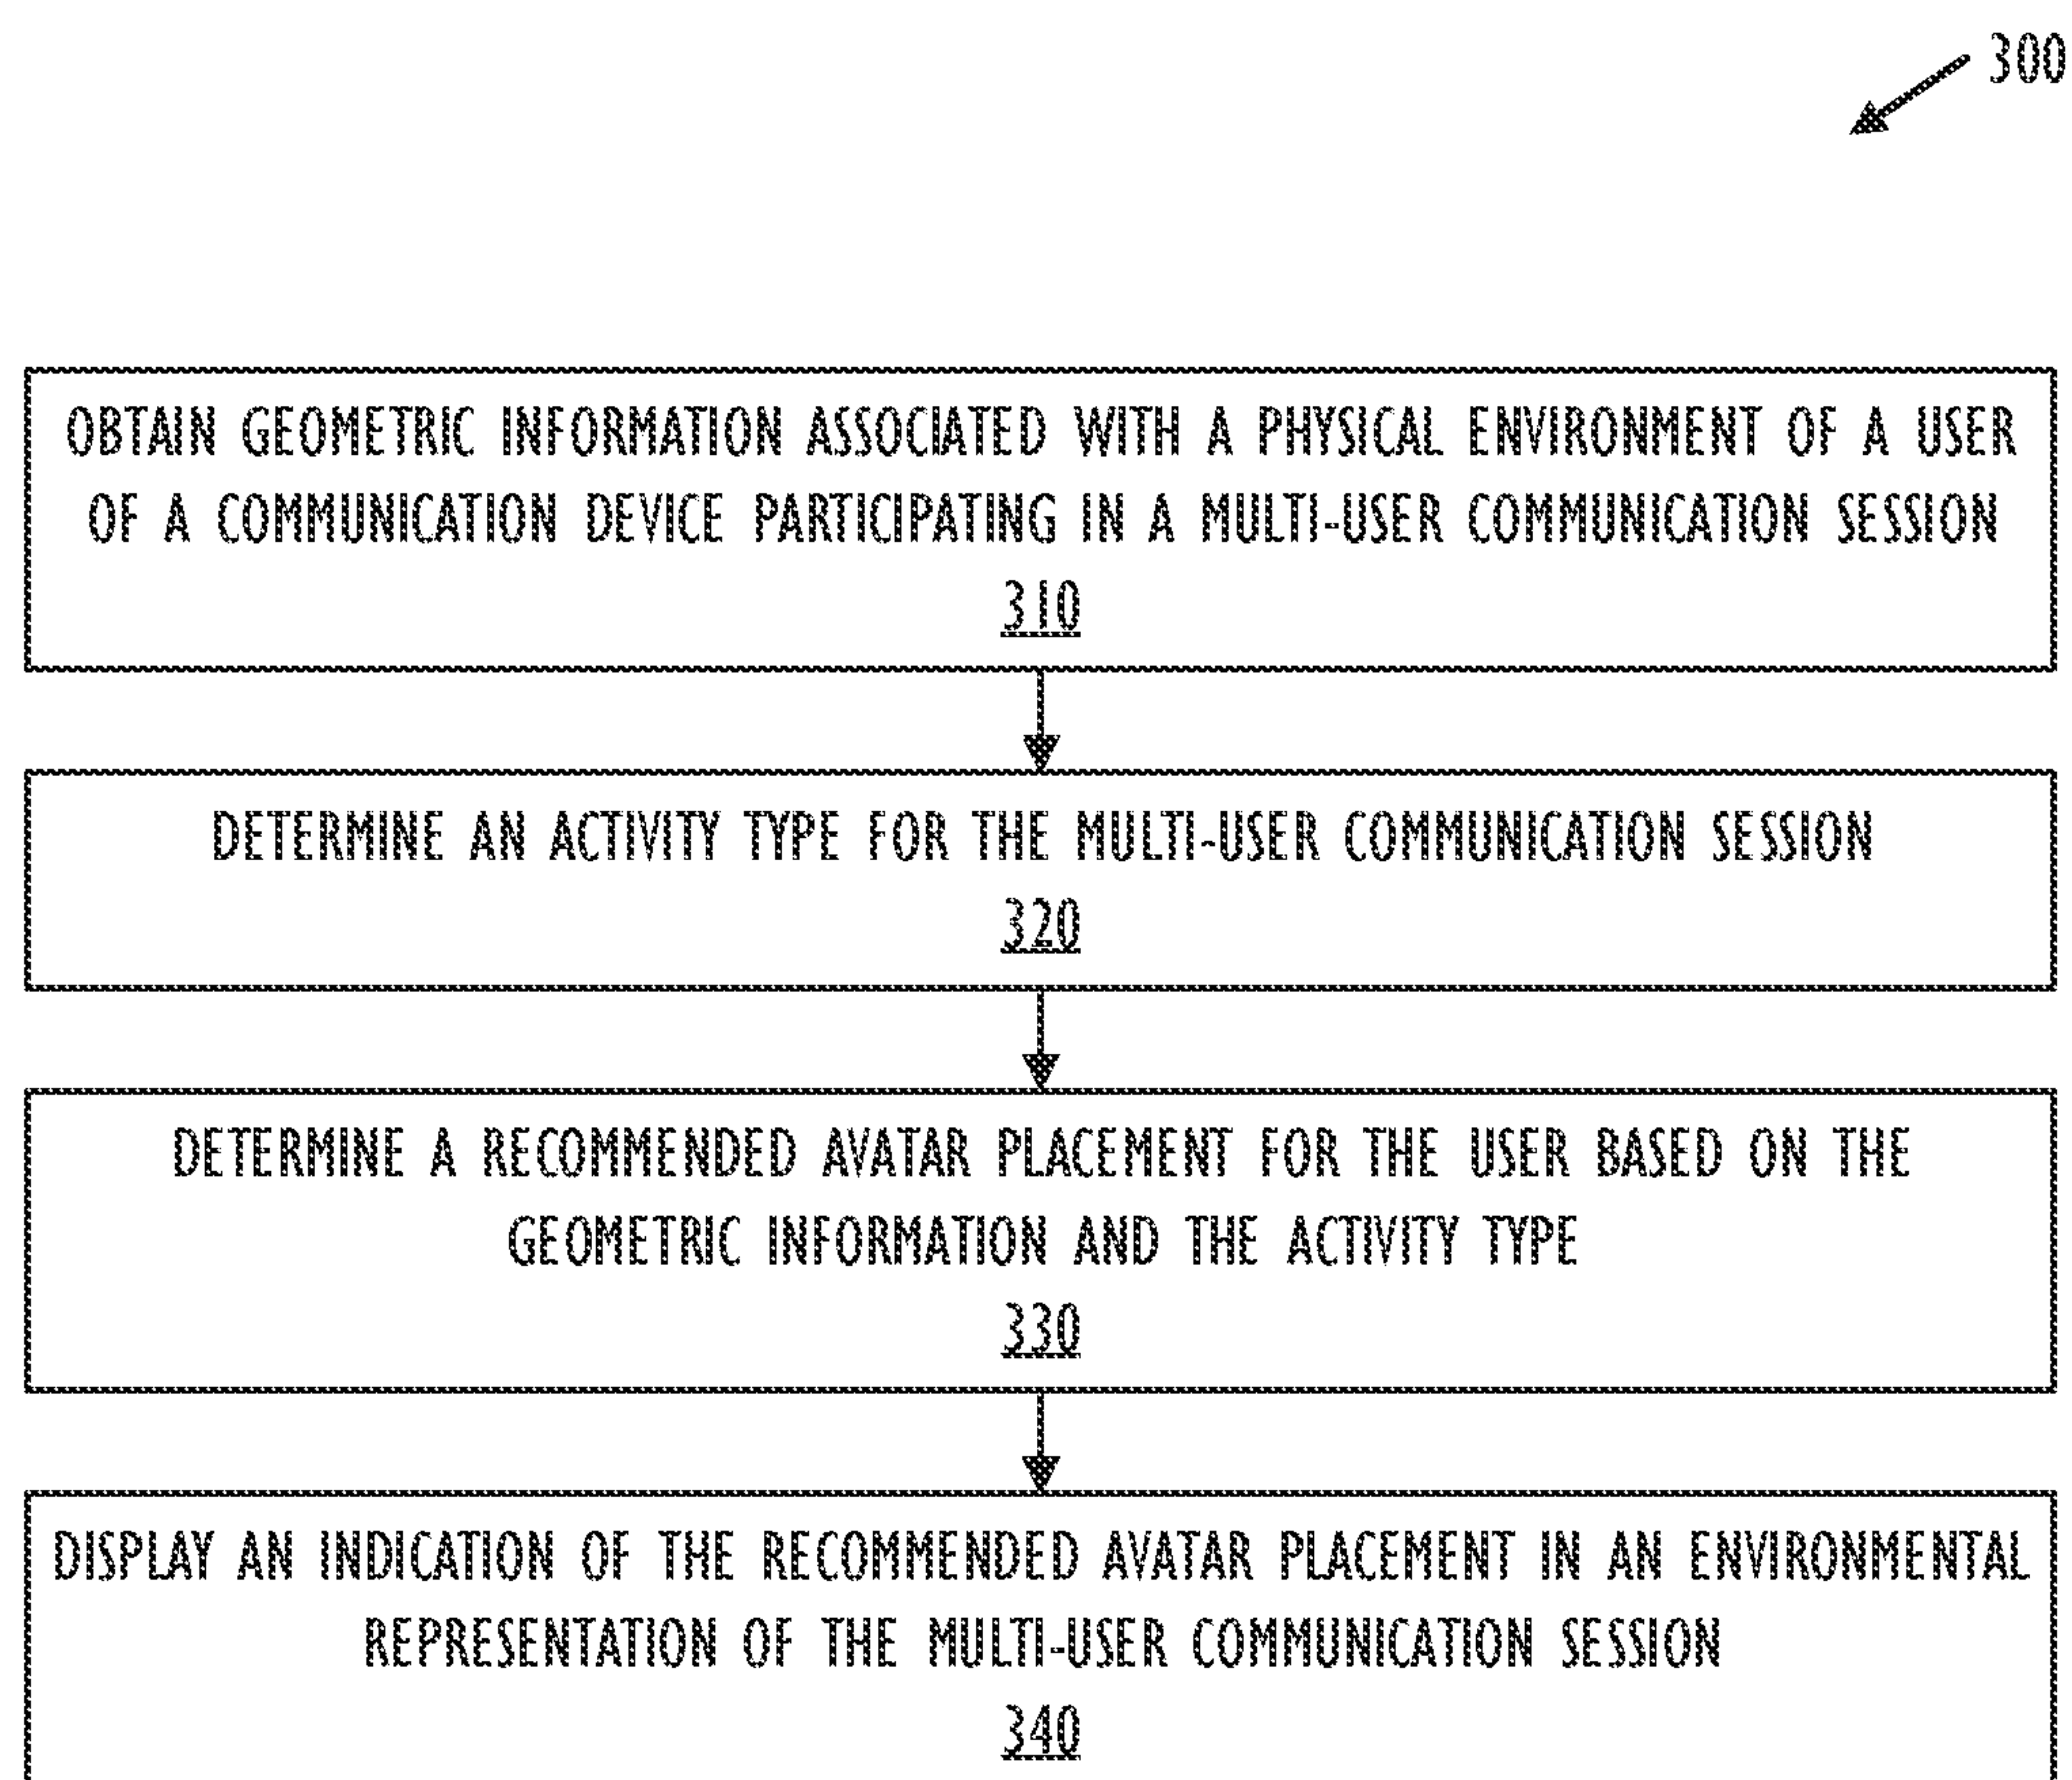 300
OBTAIN GEOMETRIC INFORMATION ASSOCIATED WITH A PHYSICAL ENVIRONMENT OF A USER
OF A COMMUNICATION DEVICE PARTICIPATING IN A MULTI-USER COMMUNICATION SESSION
310
DETERMINE AN ACTIVITY TYPE FOR THE MULTI-USER COMMUNICATION SESSION
320
DETERMINE A RECOMMENDED AVATAR PLACEMENT FOR THE USER BASED ON THE
GEOMETRIC INFORMATION AND THE ACTIVITY TYPE
330
DISPLAY AN INDICATION OF THE RECOMMENDED AVATAR PLACEMENT IN AN ENVIRONMENTAL
REPRESENTATION OF THE MULTI-USER COMMUNICATION SESSION
340